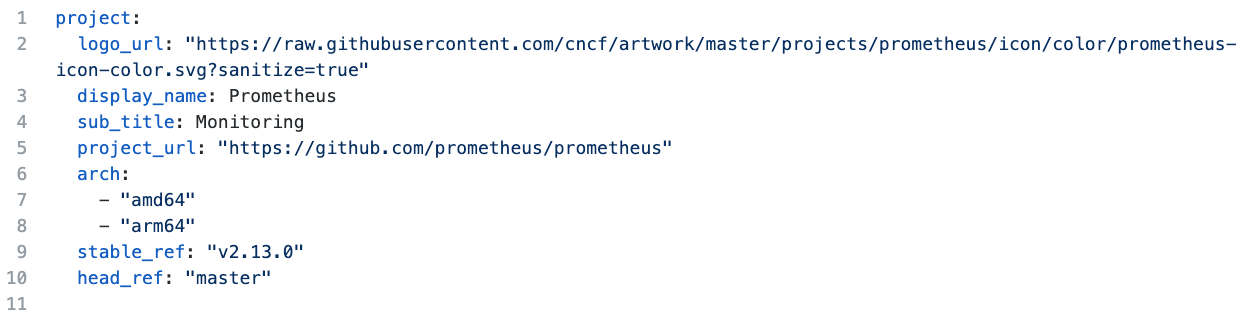 1 project:
2   logo_url: "https://raw.githubusercontent.com/cncf/artwork/master/projects/prometheus/icon/color/prometheus-
icon-color.svg?sanitize=true"
3   display_name: Prometheus
4   sub_title: Monitoring
5   project_url: "https://github.com/prometheus/prometheus"
6   arch:
7     - "amd64"
8     - "arm64"
9   stable_ref: "v2.13.0"
10   head_ref: "master"
11